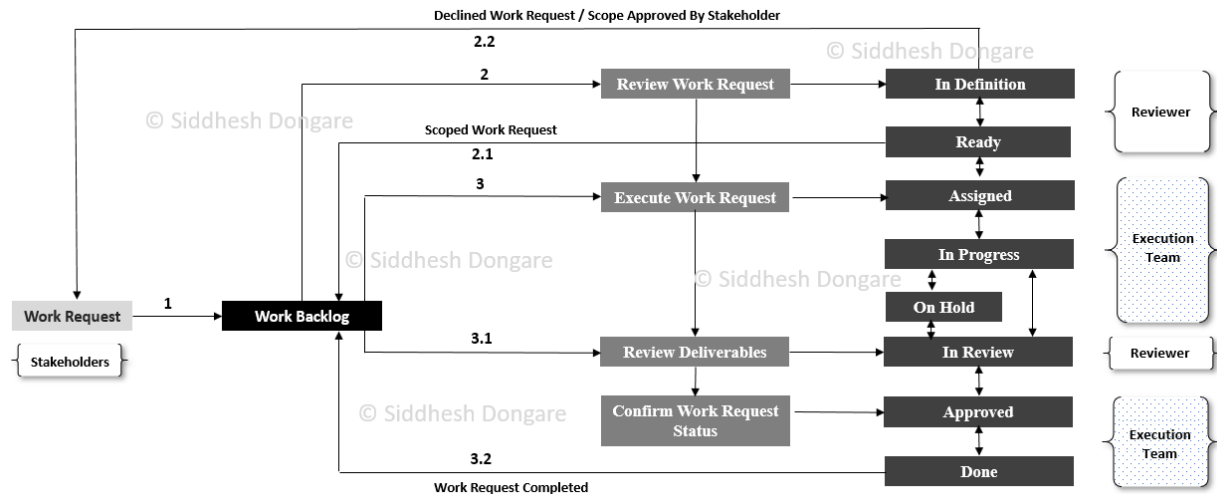 Declined Work Request / Scope Approved By Stakeholder
2.2
© Siddhesh Dongare
2
Review Work Request
In Definition
Reviewer
© Siddhesh Dongare
Scoped Work Request
2.1
Ready
3
Execute Work Request
Assigned
In Progress
Execution
Team
© Siddhesh Dongare
© Siddhesh Dongare
On Hold
Work Request
1
Work Backlog
3.1
Review Deliverables
In Review
Reviewer
Stakeholders
© Siddhesh Dongare
Confirm Work Request
Status
Approved
Execution
Team
3.2
Done
Work Request Completed